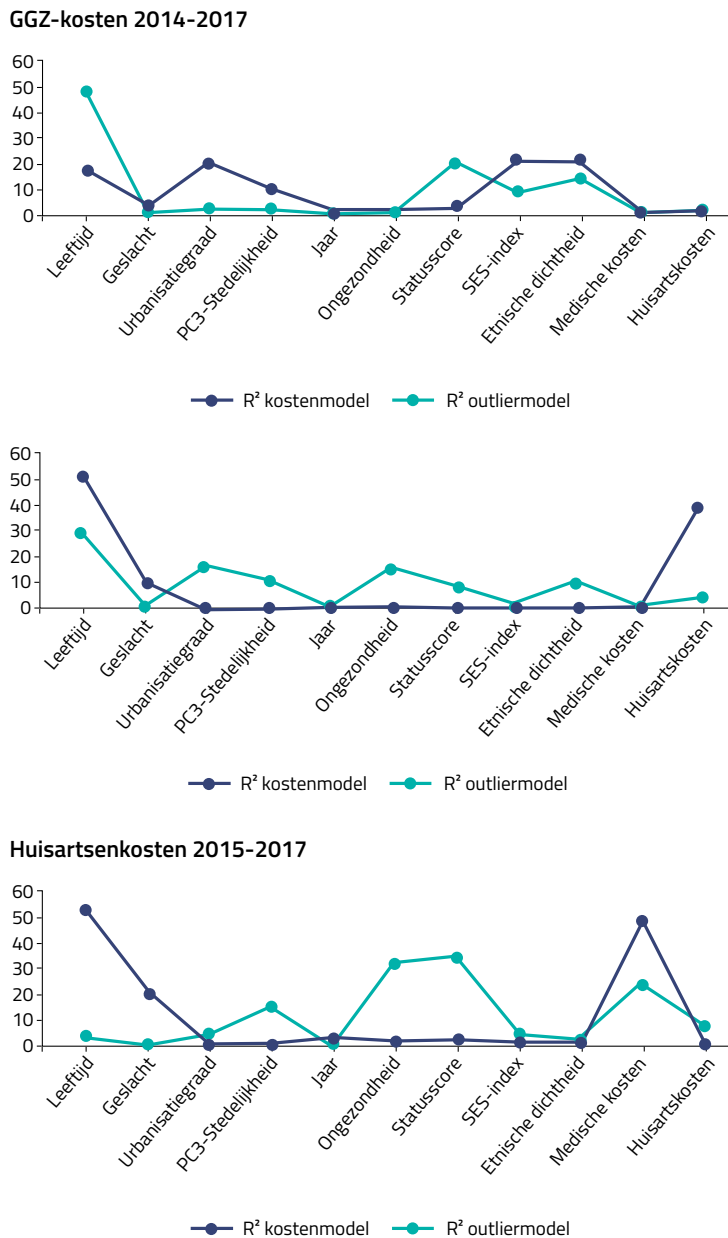 GGZ-kosten 2014-2017
60
50
40
30
20
10
0
Leeftijd
Geslacht
Urbanisatiegraad
PC3-Stedelijkheid
Jaar
Ongezondheid
Statusscore
SES-index
Etnische dichtheid
Medische kosten
Huisartskosten
R² kostenmodel R² outliermodel
60
50
40
30
20
10
0
Leeftijd
Geslacht
Urbanisatiegraad
PC3-Stedelijkheid
Jaar
Ongezondheid
Statusscore
SES-index
Etnische dichtheid
Medische kosten
Huisartskosten
R² kostenmodel R² outliermodel
Huisartsenkosten 2015-2017
60
50
40
30
20
10
0
Leeftijd
Geslacht
Urbanisatiegraad
PC3-Stedelijkheid
Jaar
Ongezondheid
Statusscore
SES-index
Etnische dichtheid
Medische kosten
Huisartskosten
R² kostenmodel R² outliermodel